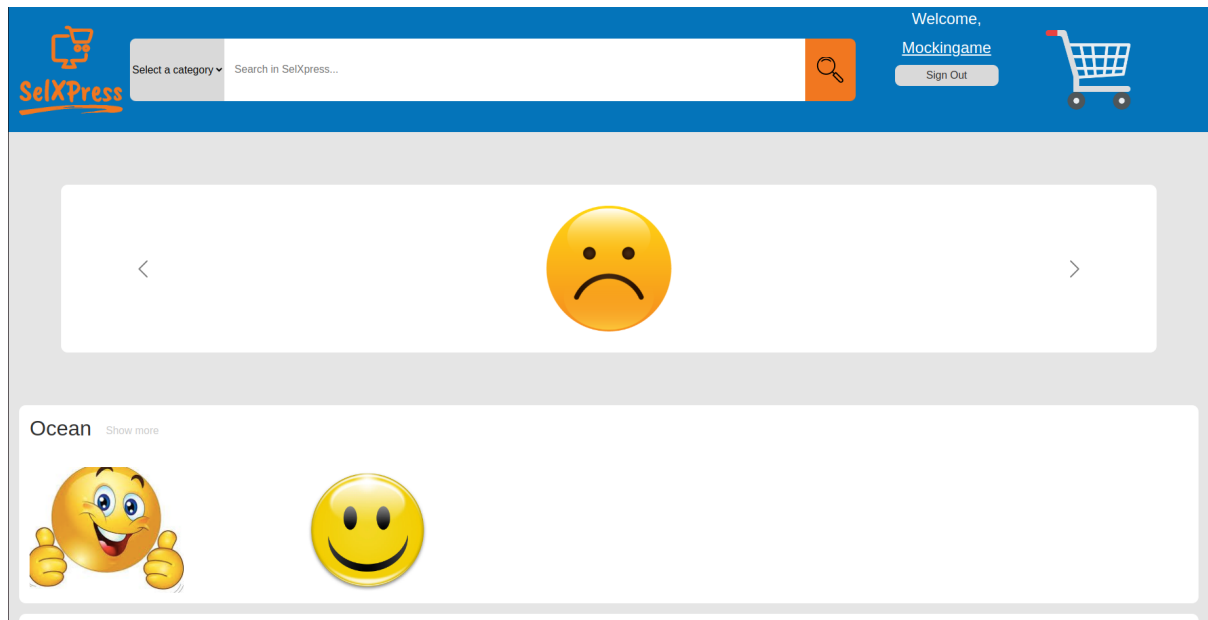 SelXPress
Select a category
Search in SelXpress...
Welcome,
Mockingame
Sign Out
Ocean
Show more